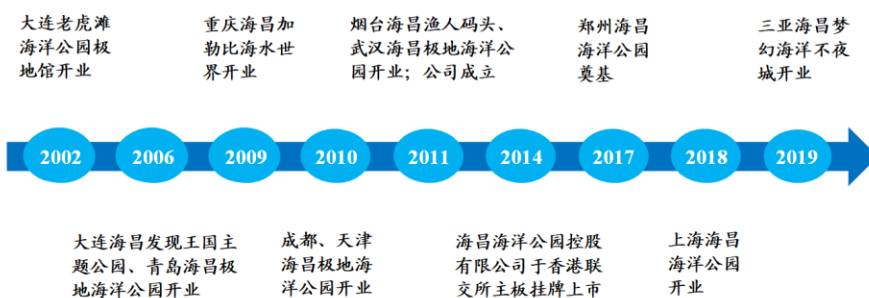 大连老虎滩
海洋公园极
地馆开业
重庆海昌加
勒比海水世
界开业
烟台海昌渔人码头、
武汉海昌极地海洋公
园开业；公司成立
郑州海昌
海洋公园
奠基
三亚海昌梦
幻海洋不夜
城开业
2002
2006
2009
2010
2011
2014
2017
2018
2019
大连海昌发现王国主
题公园、青岛海昌极
地海洋公园开业
成都、天津
海昌极地海
洋公园开业
海昌海洋公园控股
有限公司于香港联
交所主板挂牌上市
上海海昌
海洋公园
开业